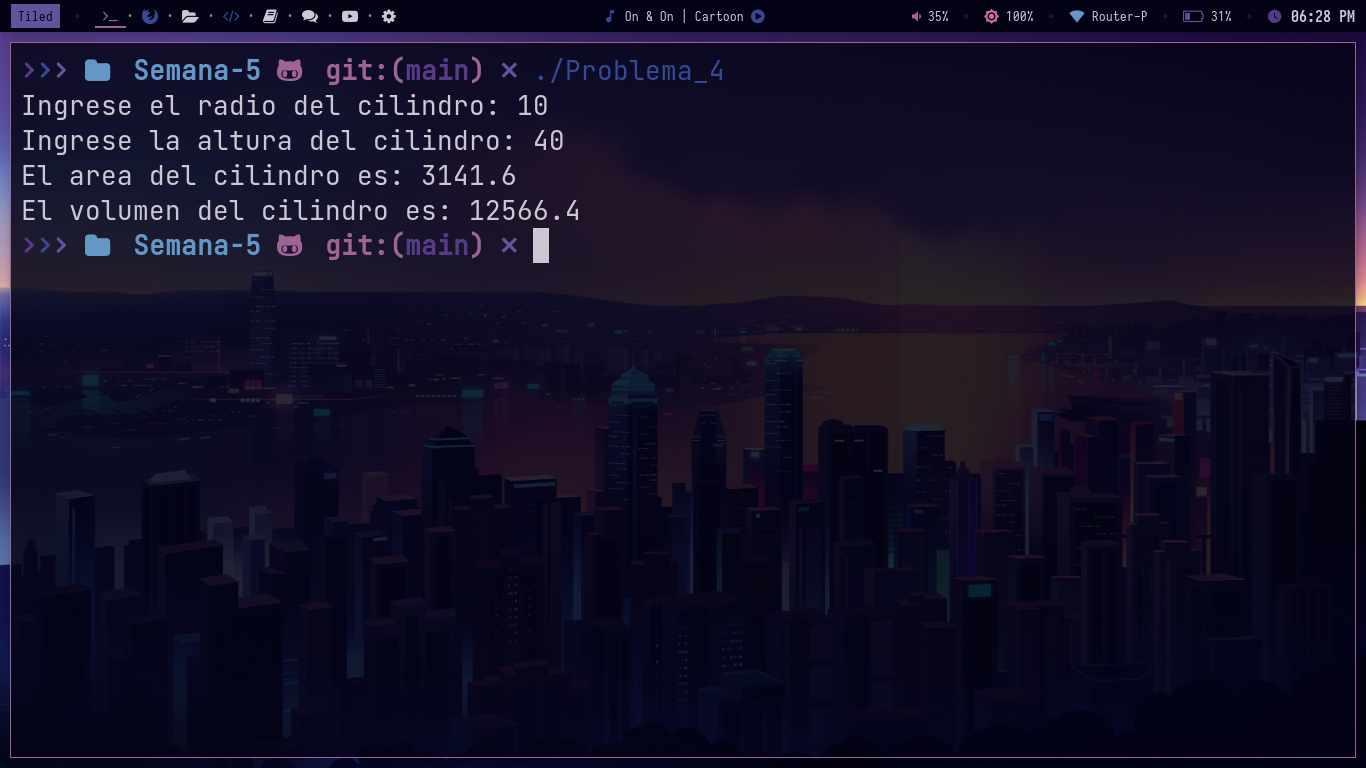 Tiled On & On | Cartoon 35% 100% Router-P 31% 06:28 PM
>>> Semana-5 git:(main) × ./Problema_4
Ingrese el radio del cilindro: 10
Ingrese la altura del cilindro: 40
El area del cilindro es: 3141.6
El volumen del cilindro es: 12566.4
>>> Semana-5 git:(main) ×